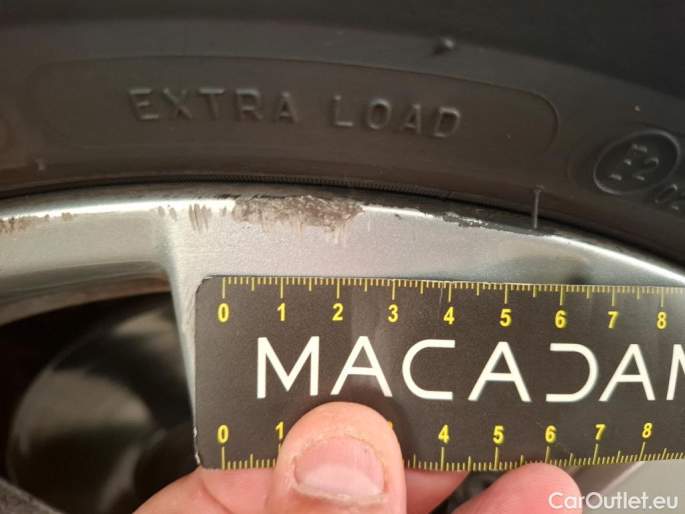 EXTRA LOAD
F2
0 1 2 3 4 5 6 7 8
MACADAM
0 1 4 5 6 7 8
CarOutlet.eu